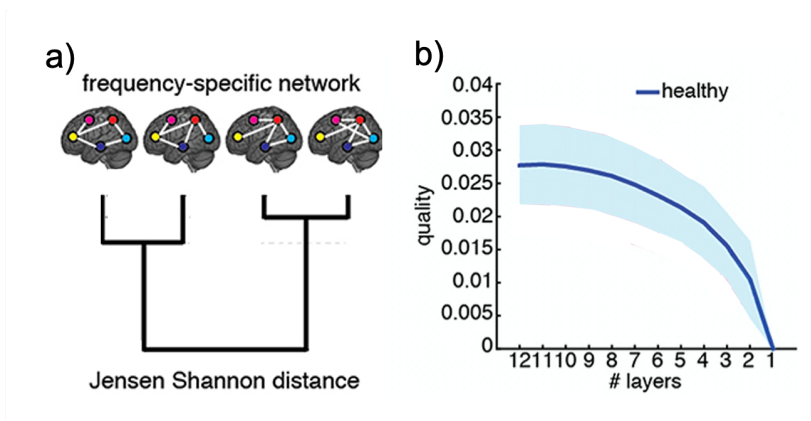 a)
frequency-specific network
Jensen Shannon distance
b)
healthy
0.04
0.035
0.03
0.025
0.02
0.015
0.01
0.005
0
quality
12 11 10 9 8 7 6 5 4 3 2 1
# layers